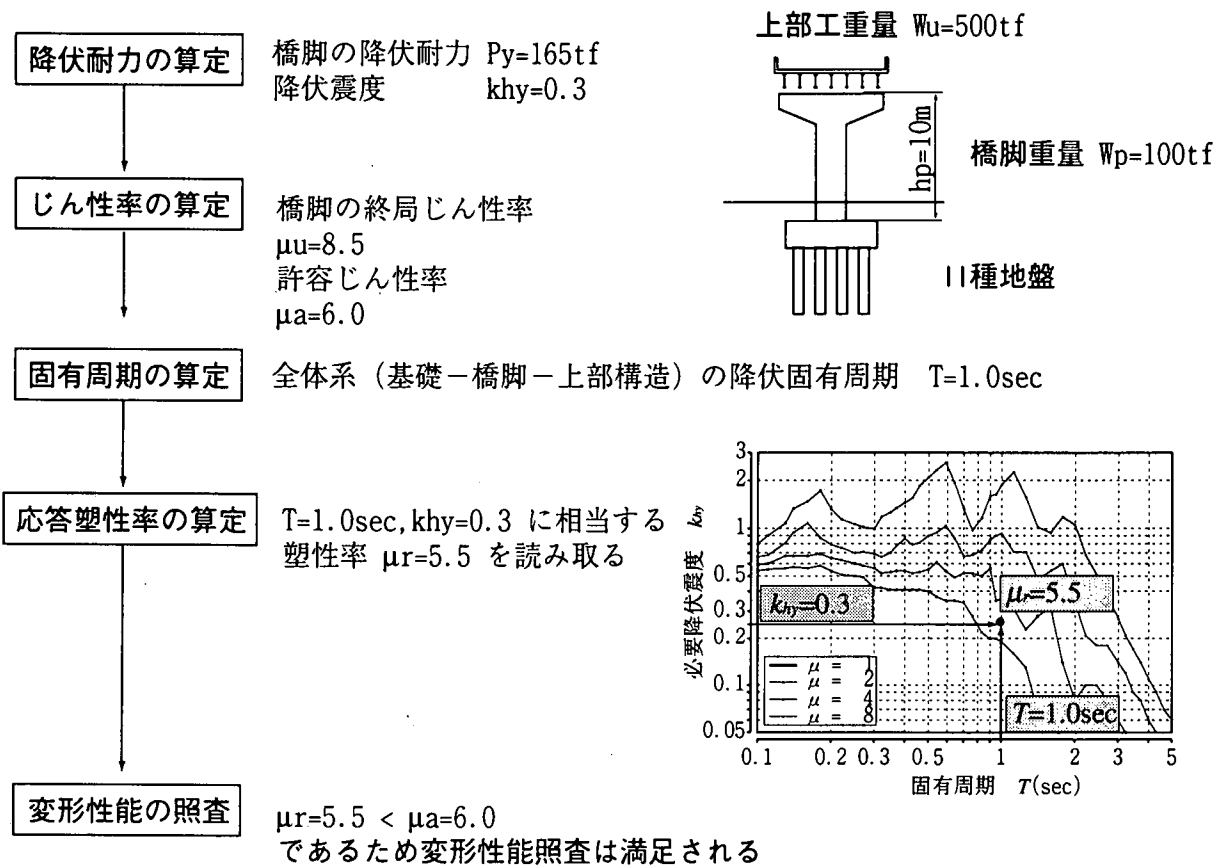 降伏耐力の算定
橋脚の降伏耐力 Py=165tf
降伏震度 khy=0.3
上部工重量 Wu=500tf
hp=10m
橋脚重量 Wp=100tf
II種地盤
じん性率の算定
橋脚の終局じん性率
μu=8.5
許容じん性率
μa=6.0
固有周期の算定
全体系（基礎－橋脚－上部構造）の降伏固有周期 T=1.0sec
応答塑性率の算定
T=1.0sec,khy=0.3 に相当する
塑性率 μr=5.5 を読み取る
必要降伏震度 khy
3
2
1
0.5
0.3
0.2
0.1
0.05
khy=0.3
μr=5.5
μ = 1
μ = 2
μ = 4
μ = 8
T=1.0sec
0.1 0.2 0.3 0.5 1 2 3 5
固有周期 T(sec)
変形性能の照査
μr=5.5 < μa=6.0
であるため変形性能照査は満足される